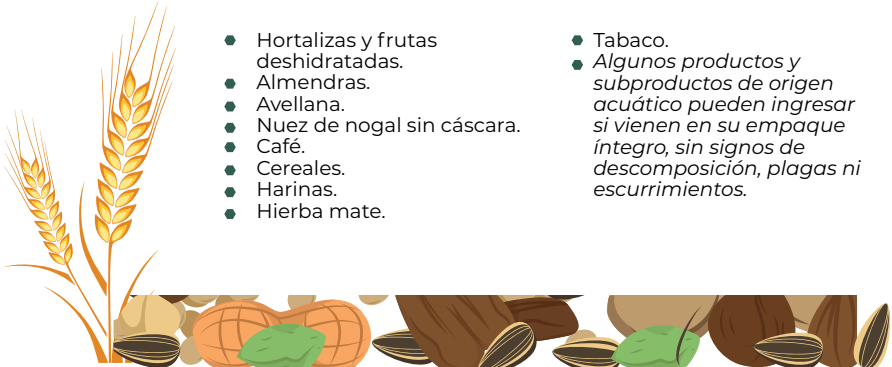 Hortalizas y frutas
deshidratadas.
Almendras.
Avellana.
Nuez de nogal sin cáscara.
Café.
Cereales.
Harinas.
Hierba mate.
Tabaco.
Algunos productos y
subproductos de origen
acuático pueden ingresar
si vienen en su empaque
íntegro, sin signos de
descomposición, plagas ni
escurrimientos.